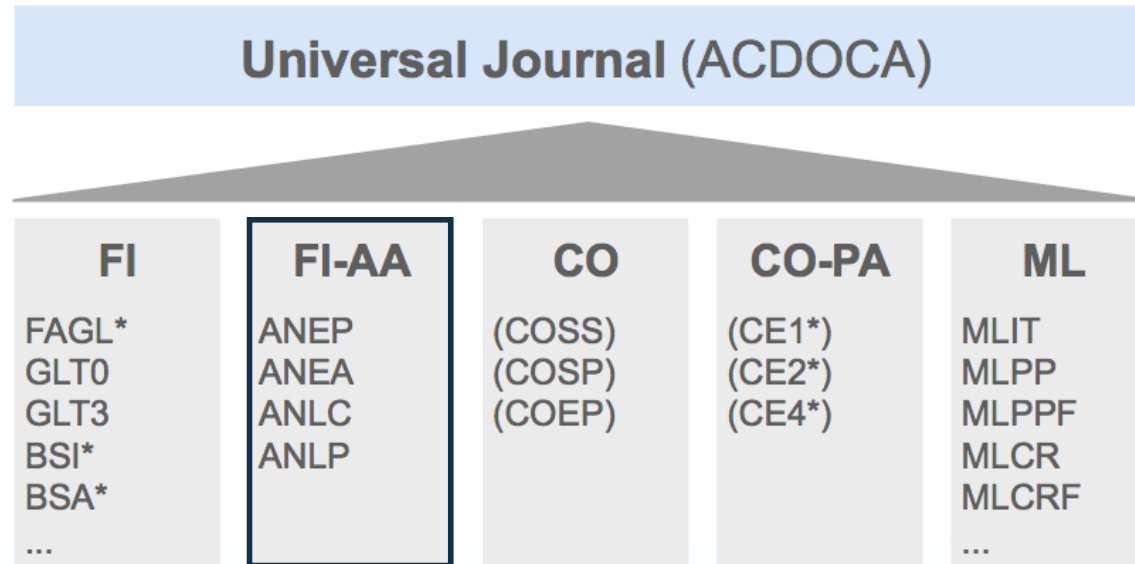 Universal Journal (ACDOCA)
FI
FAGL*
GLT0
GLT3
BSI*
BSA*
...
FI-AA
ANEP
ANEA
ANLC
ANLP
CO
(COSS)
(COSP)
(COEP)
CO-PA
(CE1*)
(CE2*)
(CE4*)
ML
MLIT
MLPP
MLPPF
MLCR
MLCRF
...